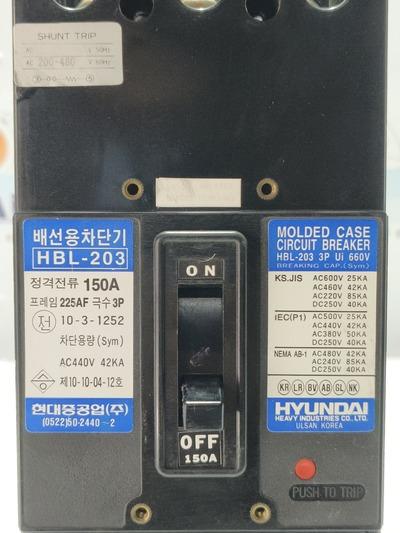 SHUNT TRIP
AC V 50Hz
AC 200-480 V 60Hz
배선용차단기
HBL-203
정격전류 150A
프레임 225AF 극수 3P
전 10-3-1252
차단용량(Sym)
AC440V 42KA
제10-10-04-12호
현대중공업(주)
(0522)50-2440~2
ON
OFF
150A
MOLDED CASE
CIRCUIT BREAKER
HBL-203 3P Ui 660V
BREAKING CAP.(Sym)
KS.JIS AC600V 25KA
AC460V 42KA
AC220V 85KA
DC250V 40KA
IEC(P1) AC500V 25KA
AC440V 42KA
AC380V 50KA
DC250V 40KA
NEMA AB-1 AC480V 42KA
AC240V 85KA
DC250V 40KA
KR LR BV AB GL NK
HYUNDAI
HEAVY INDUSTRIES CO., LTD.
ULSAN KOREA
PUSH TO TRIP